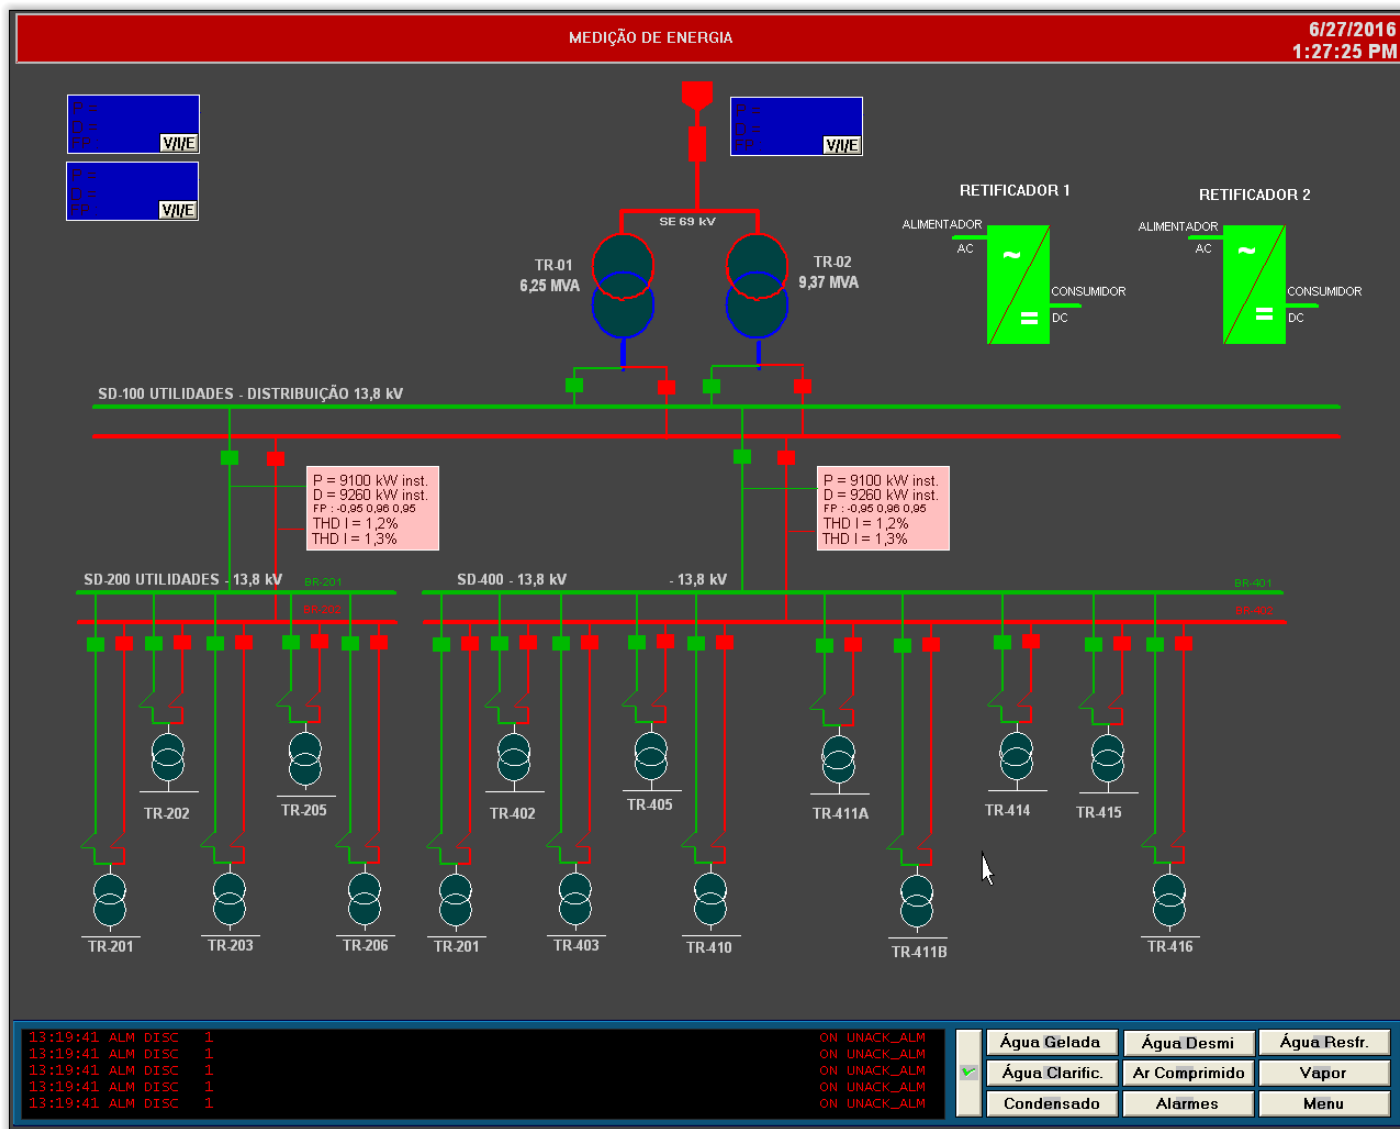 MEDIÇÃO DE ENERGIA
6/27/2016
1:27:25 PM
P =
D =
FP :
V/I/E
P =
D =
FP :
V/I/E
P =
V/I/E
RETIFICADOR 1
RETIFICADOR 2
ALIMENTADOR
AC
CONSUMIDOR
DC
ALIMENTADOR
AC
CONSUMIDOR
DC
SE 69 kV
TR-01
6,25 MVA
TR-02
9,37 MVA
SD-100 UTILIDADES - DISTRIBUIÇÃO 13,8 kV
P = 9100 kW inst.
D = 9260 kW inst.
FP : -0,95 0,96 0,95
THD I = 1,2%
THD I = 1,3%
P = 9100 kW inst.
D = 9260 kW inst.
FP : -0,95 0,96 0,95
THD I = 1,2%
THD I = 1,3%
SD-200 UTILIDADES - 13,8 kV
BR-201
BR-202
SD-400 - 13,8 kV
- 13,8 kV
BR-401
BR-402
TR-202
TR-205
TR-402
TR-405
TR-411A
TR-414
TR-415
TR-201
TR-203
TR-206
TR-201
TR-403
TR-410
TR-411B
TR-416
13:19:41 ALM DISC 1 ON UNACK_ALM
13:19:41 ALM DISC 1 ON UNACK_ALM
13:19:41 ALM DISC 1 ON UNACK_ALM
13:19:41 ALM DISC 1 ON UNACK_ALM
13:19:41 ALM DISC 1 ON UNACK_ALM
Água Gelada
Água Desmi
Água Resfr.
Água Clarific.
Ar Comprimido
Vapor
Condensado
Alarmes
Menu